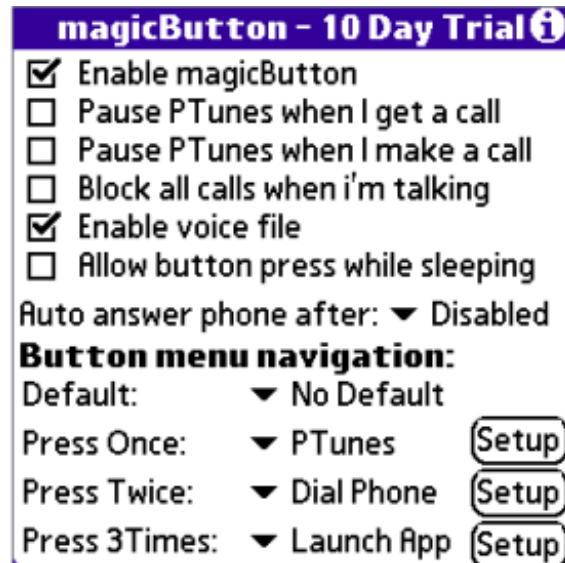 magicButton - 10 Day Trial i
Enable magicButton
Pause PTunes when I get a call
Pause PTunes when I make a call
Block all calls when i'm talking
Enable voice file
Allow button press while sleeping
Auto answer phone after: Disabled
Button menu navigation:
Default: No Default
Press Once: PTunes Setup
Press Twice: Dial Phone Setup
Press 3Times: Launch App Setup